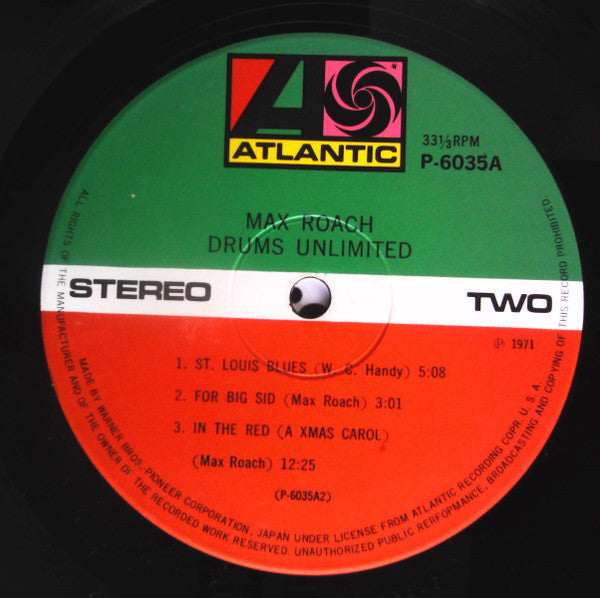 ATLANTIC
33⅓RPM
P-6035A
MAX ROACH
DRUMS UNLIMITED
STEREO
TWO
Ⓟ 1971
1. ST. LOUIS BLUES (W. C. Handy) 5:08
2. FOR BIG SID (Max Roach) 3:01
3. IN THE RED (A XMAS CAROL)
(Max Roach) 12:25
(P-6035A2)
MADE BY WARNER BROS. PIONEER CORPORATION, JAPAN UNDER LICENSE FROM ATLANTIC RECORDING COPR. U. S. A.
ALL RIGHTS OF THE MANUFACTURER AND OF THE OWNER OF THE RECORDED WORK RESERVED. UNAUTHORIZED PUBLIC RERFOPMANCE, BROADCASTING AND COPYING OF THIS RECORD PROHIBITED.